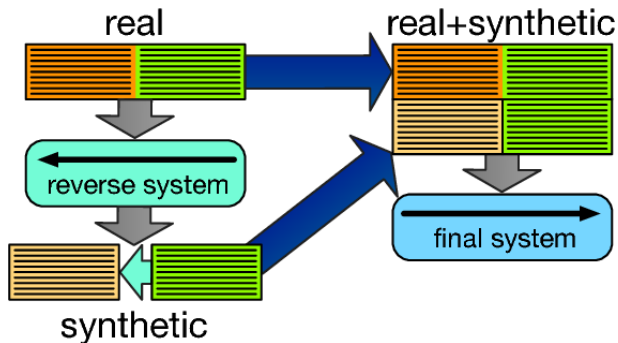 real
real+synthetic
reverse system
final system
synthetic